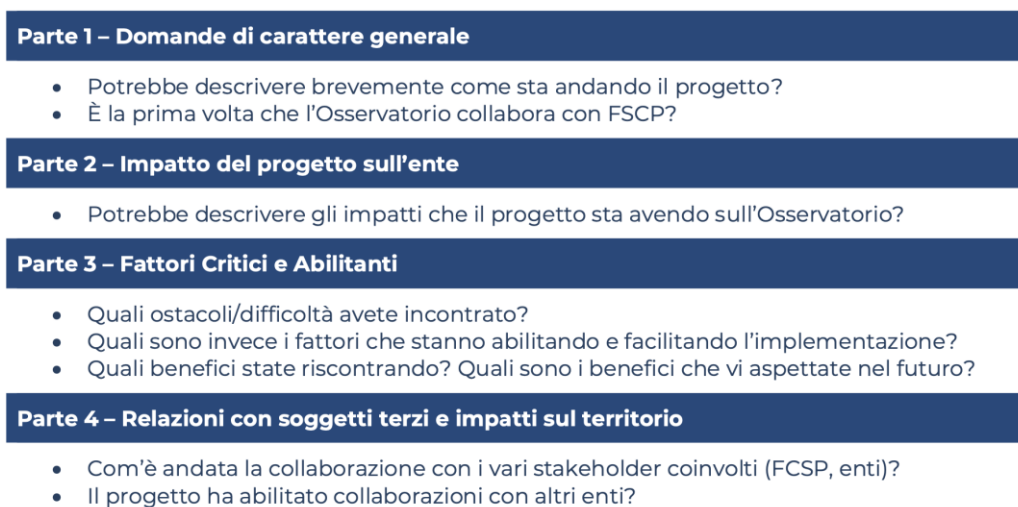 Parte 1 – Domande di carattere generale
• Potrebbe descrivere brevemente come sta andando il progetto?
• È la prima volta che l’Osservatorio collabora con FSCP?
Parte 2 – Impatto del progetto sull’ente
• Potrebbe descrivere gli impatti che il progetto sta avendo sull’Osservatorio?
Parte 3 – Fattori Critici e Abilitanti
• Quali ostacoli/difficoltà avete incontrato?
• Quali sono invece i fattori che stanno abilitando e facilitando l’implementazione?
• Quali benefici state riscontrando? Quali sono i benefici che vi aspettate nel futuro?
Parte 4 – Relazioni con soggetti terzi e impatti sul territorio
• Com’è andata la collaborazione con i vari stakeholder coinvolti (FCSP, enti)?
• Il progetto ha abilitato collaborazioni con altri enti?